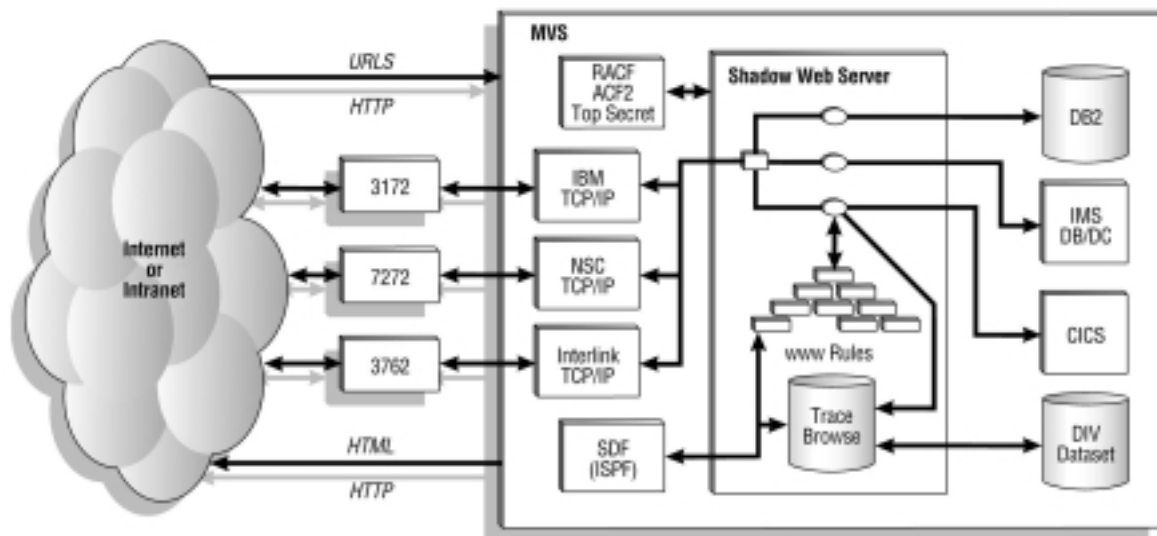 MVS
URLS
HTTP
RACF
ACF2
Top Secret
Shadow Web Server
DB2
3172
IBM
TCP/IP
IMS
DB/DC
Internet
or
Intranet
7272
NSC
TCP/IP
3762
Interlink
TCP/IP
www Rules
CICS
Trace
Browse
HTML
HTTP
SDF
(ISPF)
DIV
Dataset